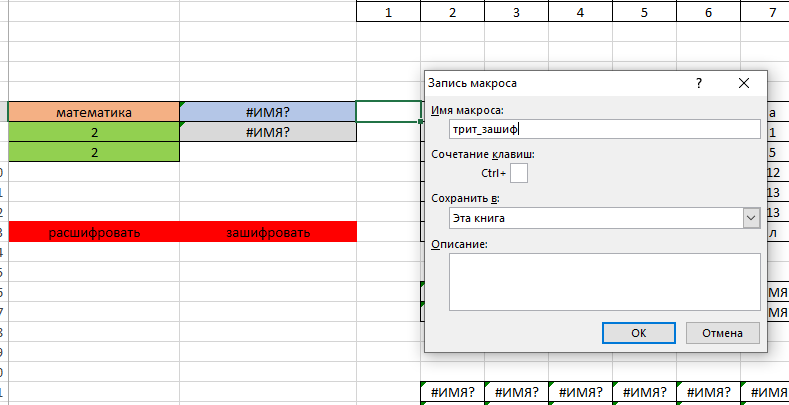 1 2 3 4 5 6 7
Запись макроса ? ×
математика #ИМЯ? Имя макроса: а
2 #ИМЯ? трит_зашиф 1
2 Сочетание клавиш: 5
Ctrl+ 12
Сохранить в: 13
Эта книга 13
расшифровать зашифровать Описание: л
МЯ
МЯ
ОК Отмена
#ИМЯ? #ИМЯ? #ИМЯ? #ИМЯ? #ИМЯ? #ИМЯ